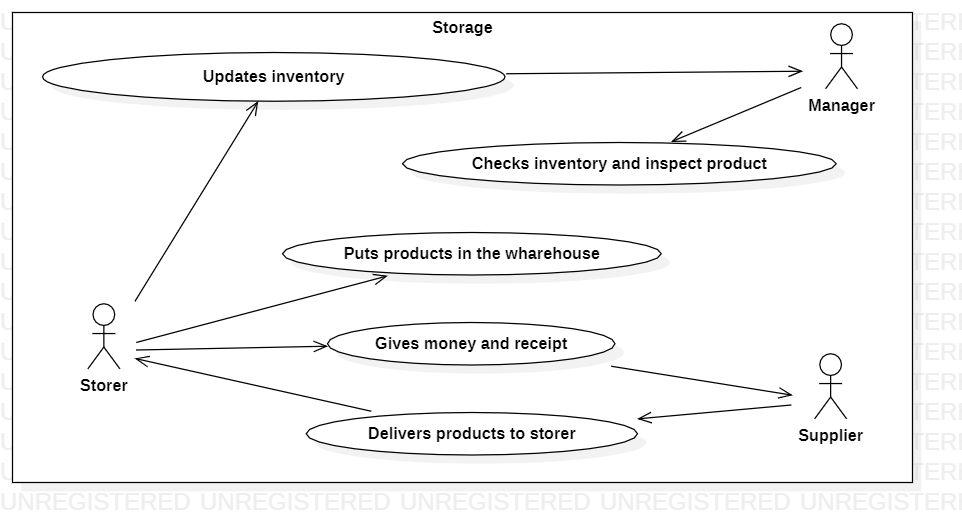 Storage
Updates inventory
Manager
Checks inventory and inspect product
Puts products in the wharehouse
Storer
Gives money and receipt
Supplier
Delivers products to storer
UNREGISTERED UNREGISTERED UNREGISTERED UNREGISTERED UNREGISTERI